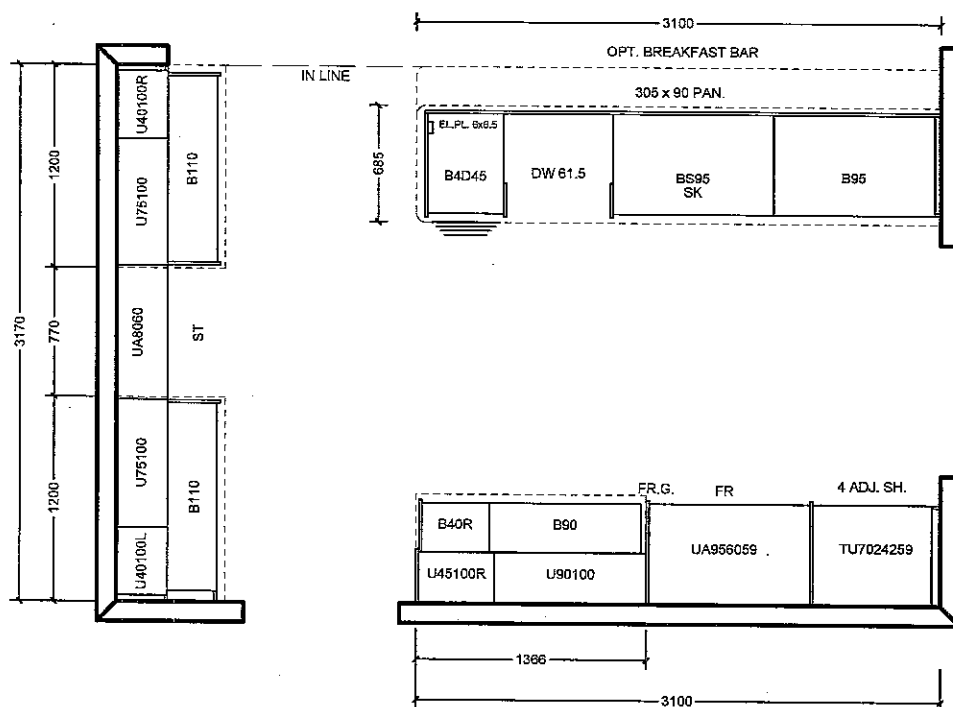 3100
OPT. BREAKFAST BAR
IN LINE
305 x 90 PAN.
EL.PL. 6x6.5
B4D45
DW 61.5
BS95
SK
B95
685
3170
1200
770
1200
U40100R
U75100
B110
UA8060
ST
U75100
B110
U40100L
FR.G.
FR
4 ADJ. SH.
B40R
B90
UA956059
TU7024259
U45100R
U90100
1366
3100